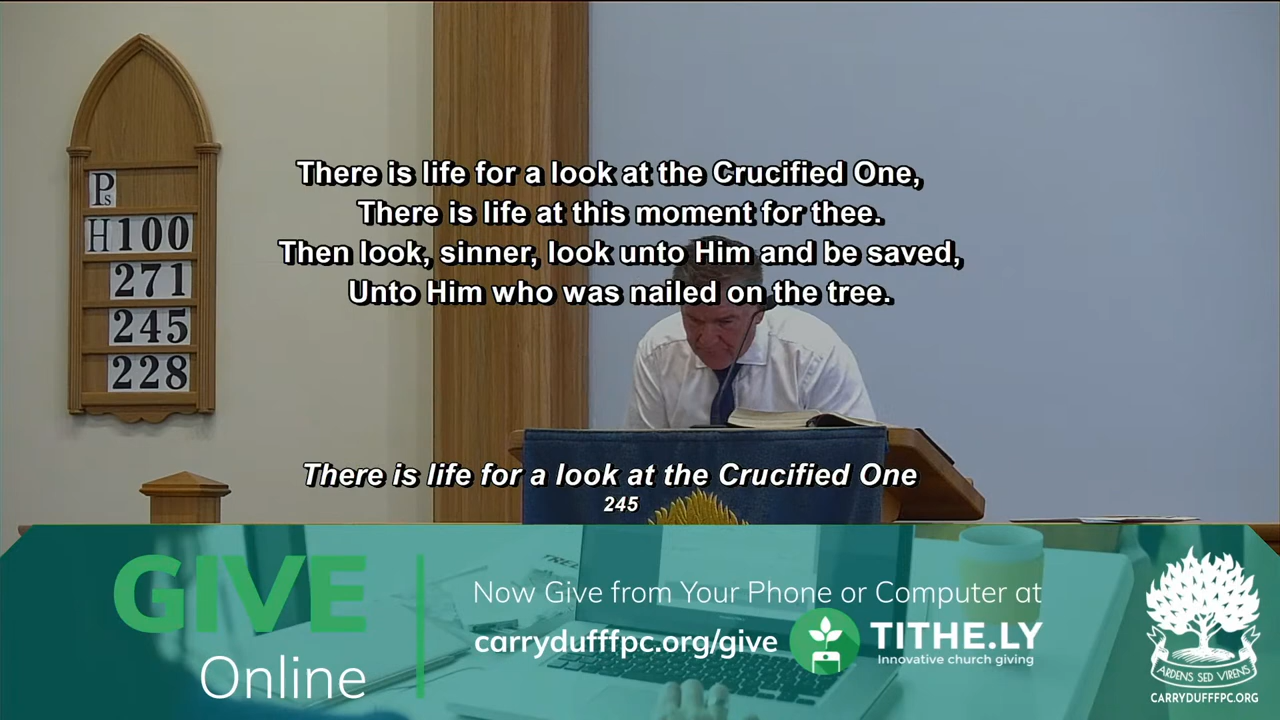 Ps
H100
271
245
228
There is life for a look at the Crucified One,
There is life at this moment for thee.
Then look, sinner, look unto Him and be saved,
Unto Him who was nailed on the tree.
There is life for a look at the Crucified One
245
GIVE
Online
Now Give from Your Phone or Computer at
carrydufffpc.org/give
TITHE.LY
Innovative church giving
ARDENS SED VIRENS
CARRYDUFFFPC.ORG